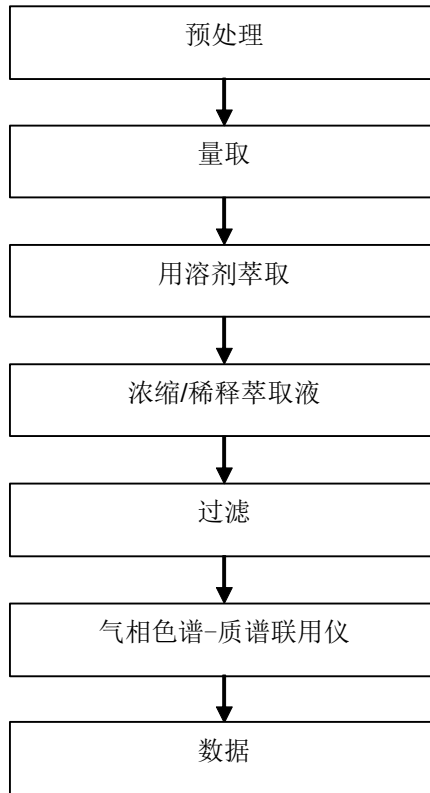 预处理
量取
用溶剂萃取
浓缩/稀释萃取液
过滤
气相色谱-质谱联用仪
数据